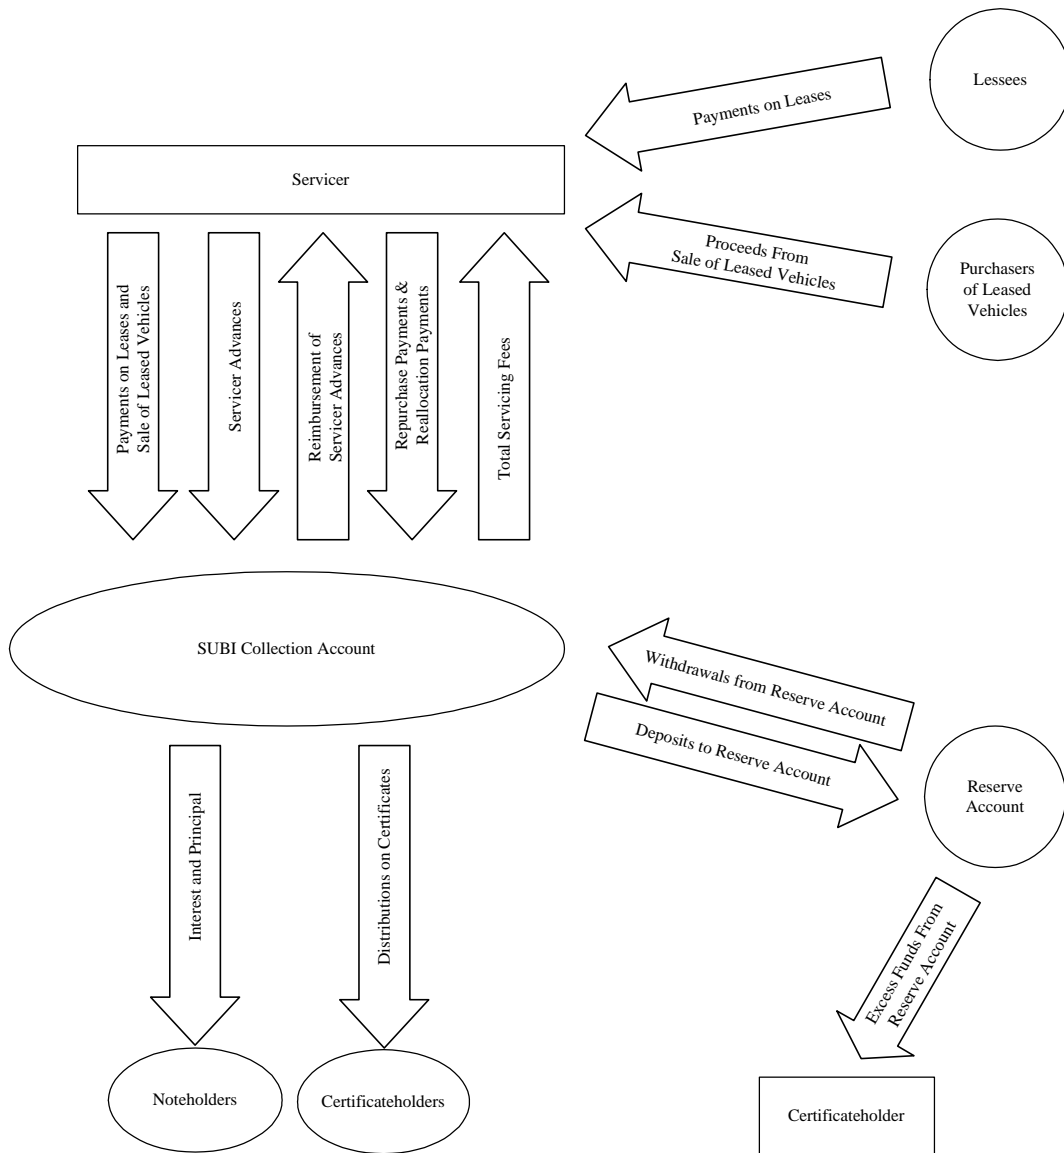 Lessees
Payments on Leases
Servicer
Proceeds From
Sale of Leased Vehicles
Purchasers
of Leased
Vehicles
Payments on Leases and
Sale of Leased Vehicles
Servicer Advances
Reimbursement of
Servicer Advances
Repurchase Payments &
Reallocation Payments
Total Servicing Fees
SUBI Collection Account
Withdrawals from Reserve Account
Deposits to Reserve Account
Reserve
Account
Interest and Principal
Distributions on Certificates
Excess Funds From
Reserve Account
Noteholders
Certificateholders
Certificateholder